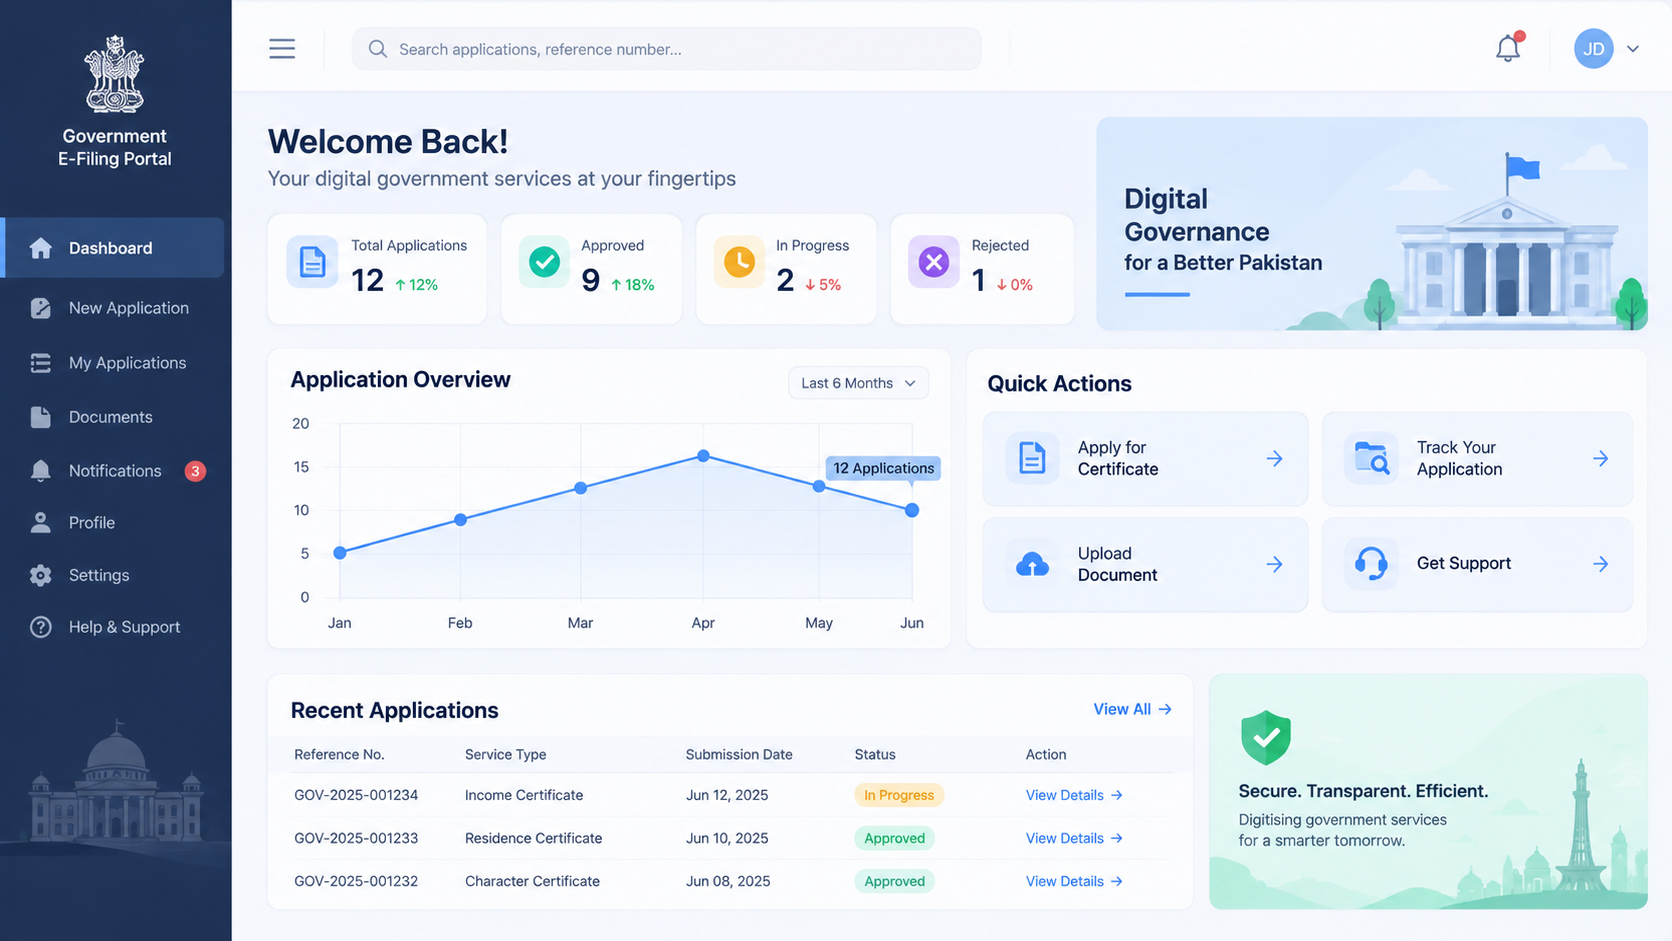 Government
E-Filing Portal
Dashboard
New Application
My Applications
Documents
Notifications 3
Profile
Settings
Help & Support
Search applications, reference number...
JD
Welcome Back!
Your digital government services at your fingertips
Total Applications
12 ↑ 12%
Approved
9 ↑ 18%
In Progress
2 ↓ 5%
Rejected
1 ↓ 0%
Digital
Governance
for a Better Pakistan
Application Overview
Last 6 Months
20
15
10
5
0
12 Applications
Jan Feb Mar Apr May Jun
Quick Actions
Apply for
Certificate
Track Your
Application
Upload
Document
Get Support
Recent Applications
View All →
Reference No. Service Type Submission Date Status Action
GOV-2025-001234 Income Certificate Jun 12, 2025 In Progress View Details →
GOV-2025-001233 Residence Certificate Jun 10, 2025 Approved View Details →
GOV-2025-001232 Character Certificate Jun 08, 2025 Approved View Details →
Secure. Transparent. Efficient.
Digitising government services
for a smarter tomorrow.